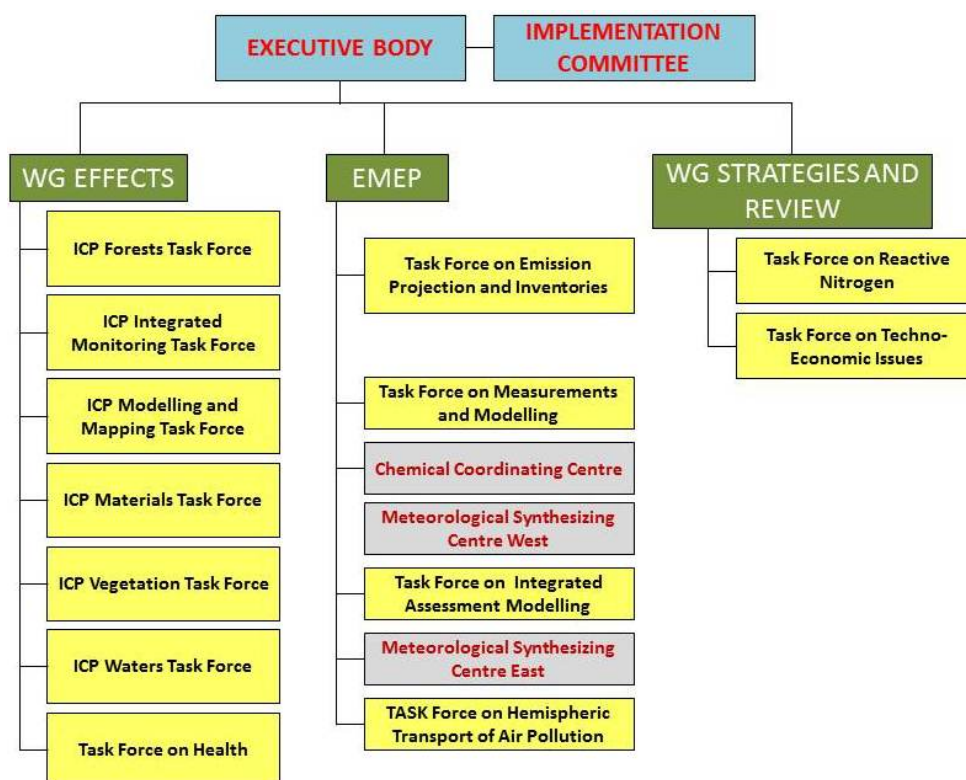 EXECUTIVE BODY
IMPLEMENTATION
COMMITTEE
WG EFFECTS
ICP Forests Task Force
ICP Integrated
Monitoring Task Force
ICP Modelling and
Mapping Task Force
ICP Materials Task Force
ICP Vegetation Task Force
ICP Waters Task Force
Task Force on Health
EMEP
Task Force on Emission
Projection and Inventories
Task Force on Measurements
and Modelling
Chemical Coordinating Centre
Meteorological Synthesizing
Centre West
Task Force on Integrated
Assessment Modelling
Meteorological Synthesizing
Centre East
TASK Force on Hemispheric
Transport of Air Pollution
WG STRATEGIES AND
REVIEW
Task Force on Reactive
Nitrogen
Task Force on Techno-
Economic Issues